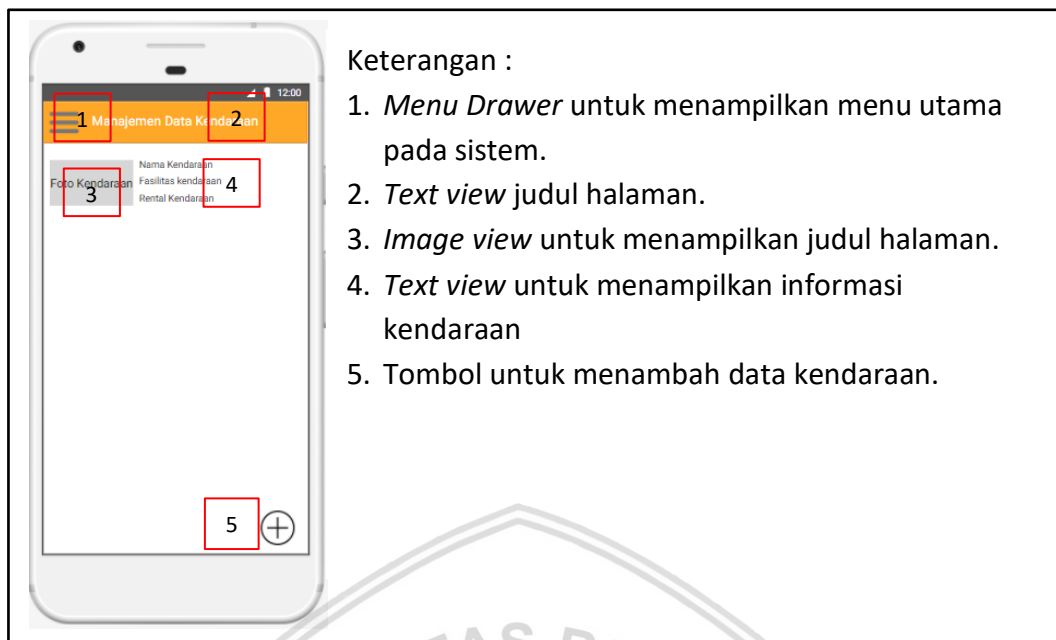 12:00
1
Manajemen Data Kendaraan
2
Foto Kendaraan
3
Nama Kendaraan
Fasilitas kendaraan
Rental Kendaraan
4
5
Keterangan :
1. Menu Drawer untuk menampilkan menu utama
pada sistem.
2. Text view judul halaman.
3. Image view untuk menampilkan judul halaman.
4. Text view untuk menampilkan informasi
kendaraan
5. Tombol untuk menambah data kendaraan.